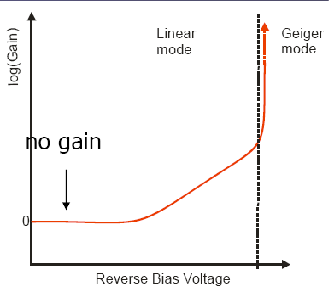 log(Gain)
Linear
mode
Geiger
mode
no gain
0
Reverse Bias Voltage